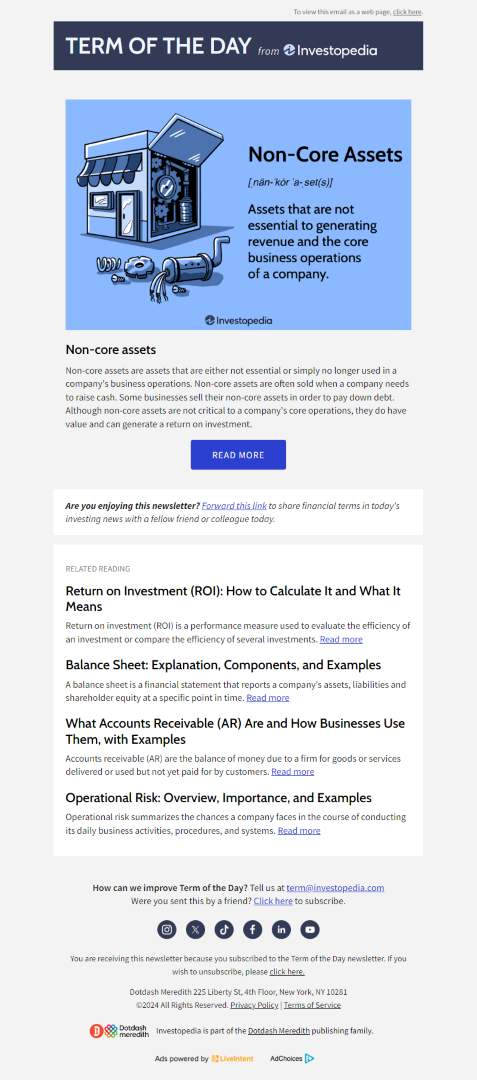 To view this email as a web page, click here.
TERM OF THE DAY from Investopedia
Non-Core Assets
[ˌnän-ˈkȯr ˈa-ˌset(s)]
Assets that are not
essential to generating
revenue and the core
business operations
of a company.
Investopedia
Non-core assets
Non-core assets are assets that are either not essential or simply no longer used in a
company's business operations. Non-core assets are often sold when a company needs
to raise cash. Some businesses sell their non-core assets in order to pay down debt.
Although non-core assets are not critical to a company's core operations, they do have
value and can generate a return on investment.
READ MORE
Are you enjoying this newsletter? Forward this link to share financial terms in today's
investing news with a fellow friend or colleague today.
RELATED READING
Return on Investment (ROI): How to Calculate It and What It
Means
Return on investment (ROI) is a performance measure used to evaluate the efficiency of
an investment or compare the efficiency of several investments. Read more
Balance Sheet: Explanation, Components, and Examples
A balance sheet is a financial statement that reports a company's assets, liabilities and
shareholder equity at a specific point in time. Read more
What Accounts Receivable (AR) Are and How Businesses Use
Them, with Examples
Accounts receivable (AR) are the balance of money due to a firm for goods or services
delivered or used but not yet paid for by customers. Read more
Operational Risk: Overview, Importance, and Examples
Operational risk summarizes the chances a company faces in the course of conducting
its daily business activities, procedures, and systems. Read more
How can we improve Term of the Day? Tell us at term@investopedia.com
Were you sent this by a friend? Click here to subscribe.
You are receiving this newsletter because you subscribed to the Term of the Day newsletter. If you
wish to unsubscribe, please click here.
Dotdash Meredith 225 Liberty St, 4th Floor, New York, NY 10281
©2024 All Rights Reserved. Privacy Policy | Terms of Service
Dotdash
meredith
Investopedia is part of the Dotdash Meredith publishing family.
Ads powered by LiveIntent AdChoices